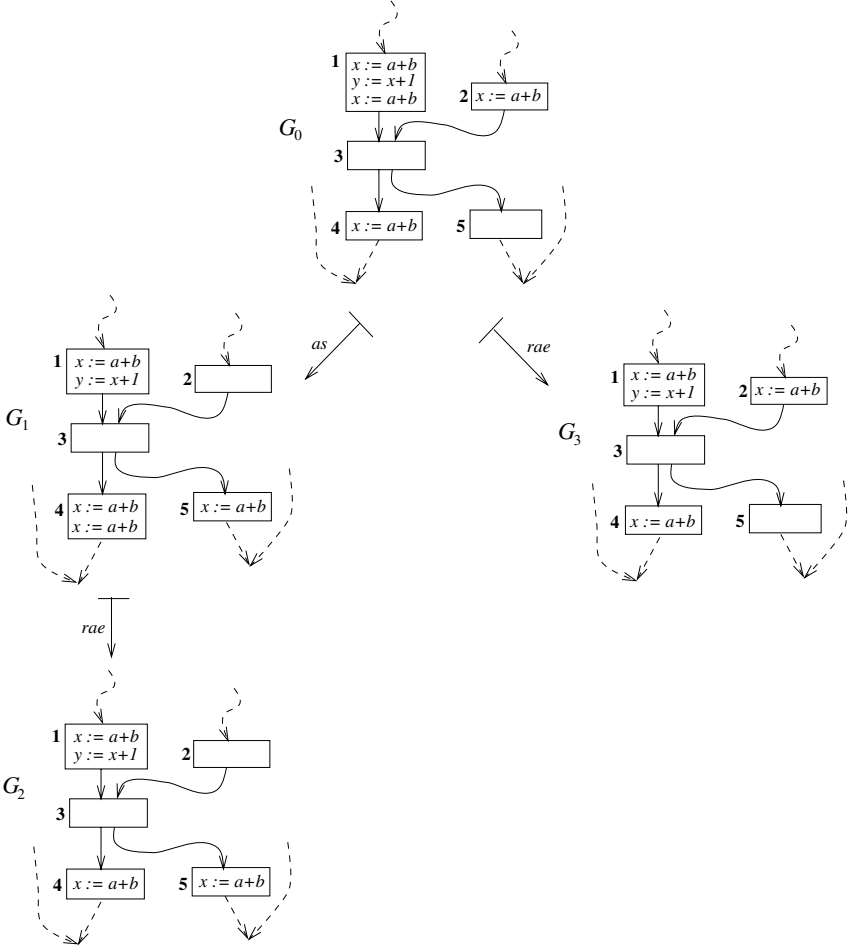 1
x := a+b
y := x+1
x := a+b
2 x := a+b
G0
3
4 x := a+b
5
as
rae
1 x := a+b
y := x+1
2
G1
3
4 x := a+b
x := a+b
5 x := a+b
1 x := a+b
y := x+1
2 x := a+b
G3
3
4 x := a+b
5
rae
1 x := a+b
y := x+1
2
G2
3
4 x := a+b
5 x := a+b